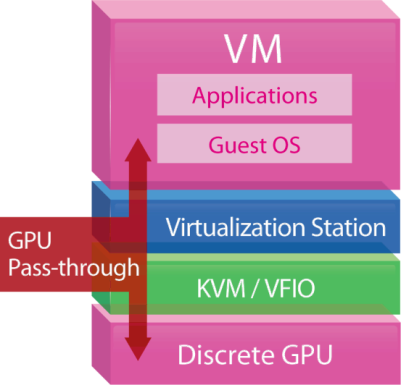 VM
Applications
Guest OS
Virtualization Station
GPU
Pass-through
KVM / VFIO
Discrete GPU